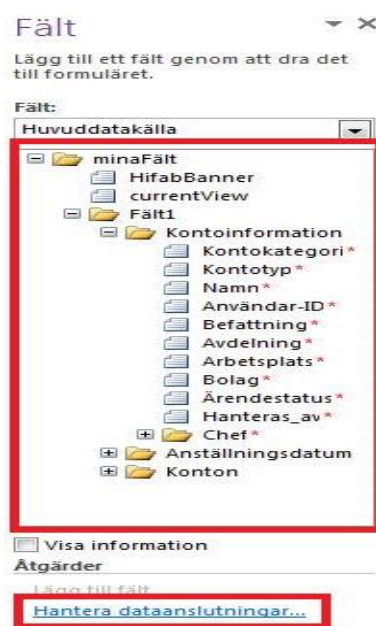 Fält
Lägg till ett fält genom att dra det
till formuläret.
Fält:
Huvuddatakälla
minaFält
HifabBanner
currentView
Fält1
Kontoinformation
Kontokategori*
Kontotyp*
Namn*
Användar-ID*
Befattning*
Avdelning*
Arbetsplats*
Bolag*
Ärendestatus*
Hanteras_av*
Chef*
Anställningsdatum
Konton
Visa information
Åtgärder
Lägg till fält
Hantera dataanslutningar...